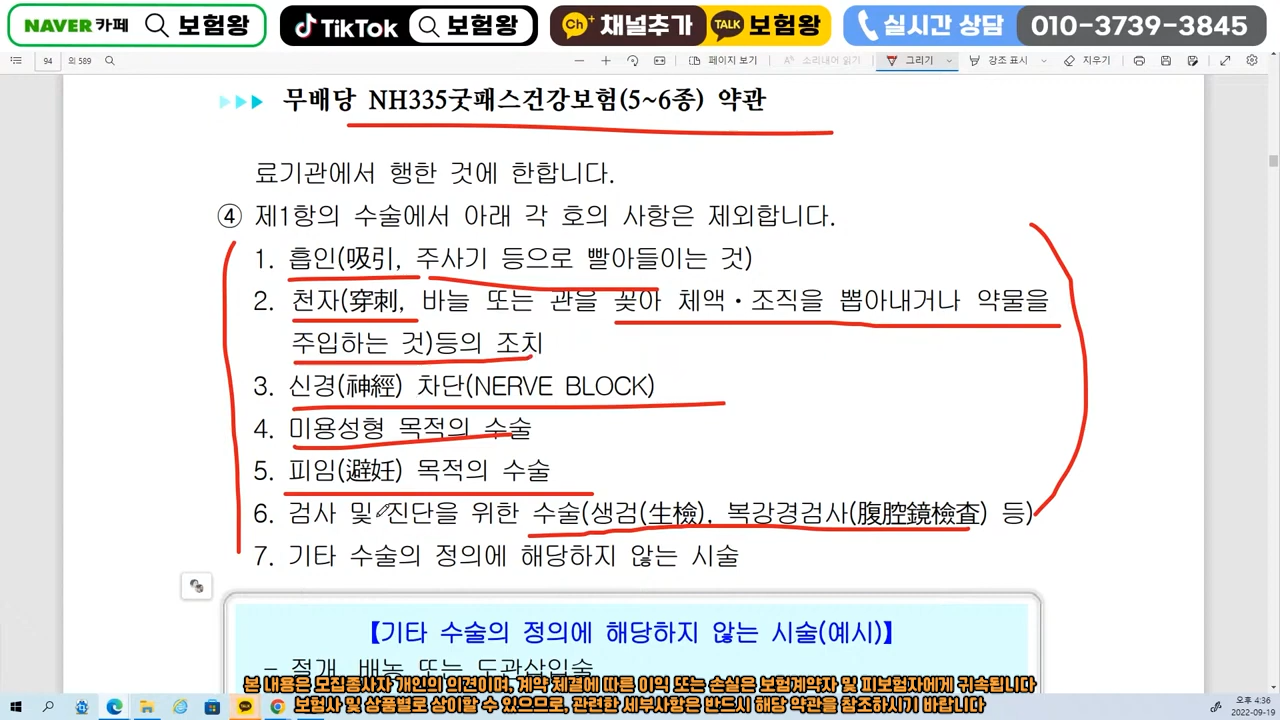 NAVER 카페 보험왕 TikTok 보험왕 Ch+ 채널추가 TALK 보험왕 실시간 상담 010-3739-3845
94 의 589 페이지 보기 소리내어 읽기 그리기 강조 표시 지우기
무배당 NH335굿패스건강보험(5~6종) 약관
료기관에서 행한 것에 한합니다.
④ 제1항의 수술에서 아래 각 호의 사항은 제외합니다.
1. 흡인(吸引, 주사기 등으로 빨아들이는 것)
2. 천자(穿刺, 바늘 또는 관을 꽂아 체액·조직을 뽑아내거나 약물을
주입하는 것)등의 조치
3. 신경(神經) 차단(NERVE BLOCK)
4. 미용성형 목적의 수술
5. 피임(避妊) 목적의 수술
6. 검사 및 진단을 위한 수술(생검(生檢), 복강경검사(腹腔鏡檢査) 등)
7. 기타 수술의 정의에 해당하지 않는 시술
【기타 수술의 정의에 해당하지 않는 시술(예시)】
- 절개, 배농 또는 도관삽입술
본 내용은 모집종사자 개인의 의견이며, 계약 체결에 따른 이익 또는 손실은 보험계약자 및 피보험자에게 귀속됩니다
보험사 및 상품별로 상이할 수 있으므로, 관련한 세부사항은 반드시 해당 약관을 참조하시기 바랍니다
오후 4:36
2022-09-19